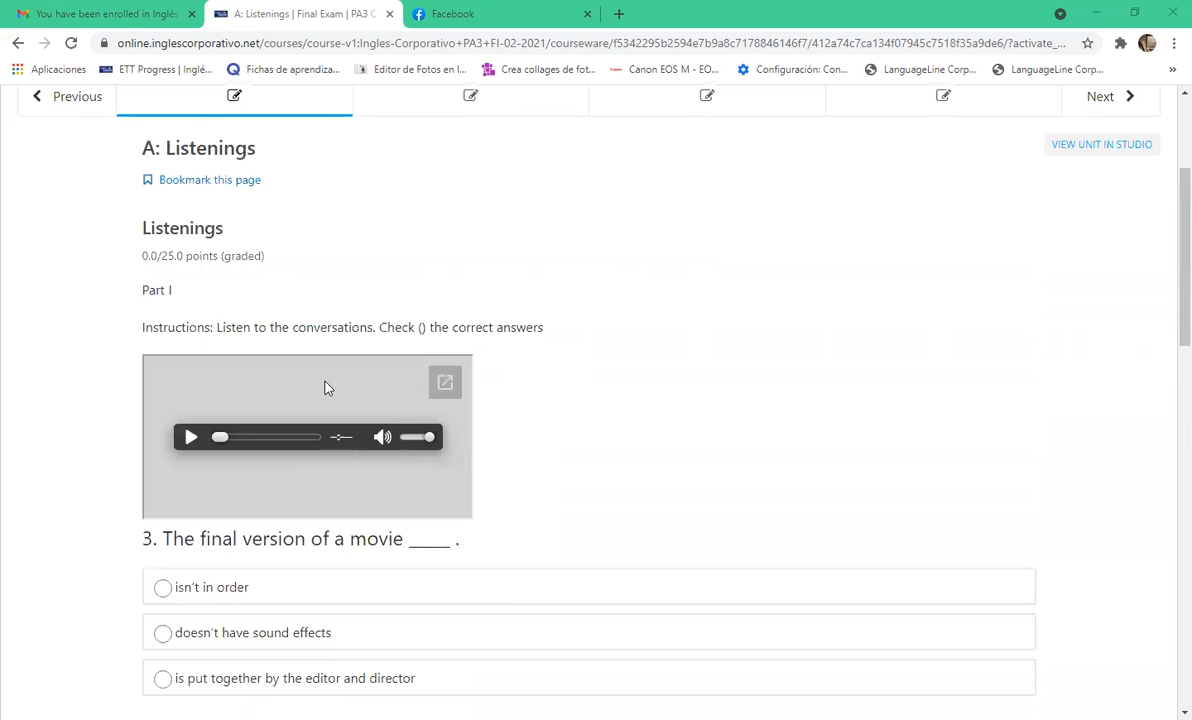 You have been enrolled in Inglés
A: Listenings | Final Exam | PA3 C
Facebook
online.inglescorporativo.net/courses/course-v1:Ingles-Corporativo+PA3+FI-02-2021/courseware/f5342295b2594e7b9a8c7178846146f7/412a74c7ca134f07945c7518f35a9de6/?activate_...
Aplicaciones
ETT Progress | Inglé...
Fichas de aprendiza...
Editor de Fotos en l...
Crea collages de fot...
Canon EOS M - EO...
Configuración: Con...
LanguageLine Corp...
LanguageLine Corp...
Previous
Next
A: Listenings
VIEW UNIT IN STUDIO
Bookmark this page
Listenings
0.0/25.0 points (graded)
Part I
Instructions: Listen to the conversations. Check () the correct answers
3. The final version of a movie _____ .
isn't in order
doesn't have sound effects
is put together by the editor and director